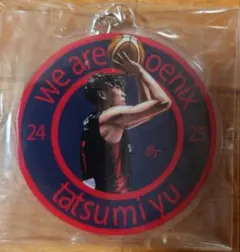 we are oenix
24 25
tatsumi yu